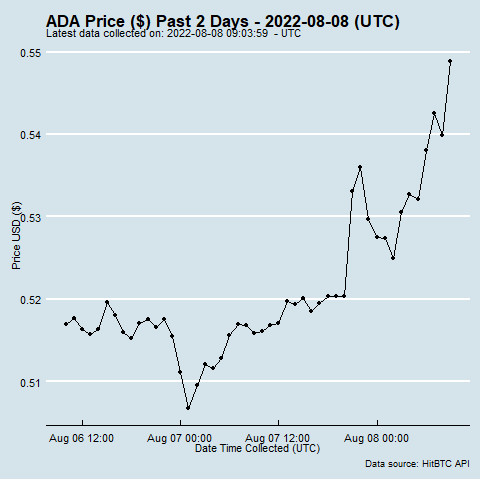 ADA Price ($) Past 2 Days - 2022-08-08 (UTC)
Latest data collected on: 2022-08-08 09:03:59  - UTC
0.55
0.54
0.53
0.52
0.51
Price USD ($)
Aug 06 12:00
Aug 07 00:00
Aug 07 12:00
Aug 08 00:00
Date Time Collected (UTC)
Data source: HitBTC API